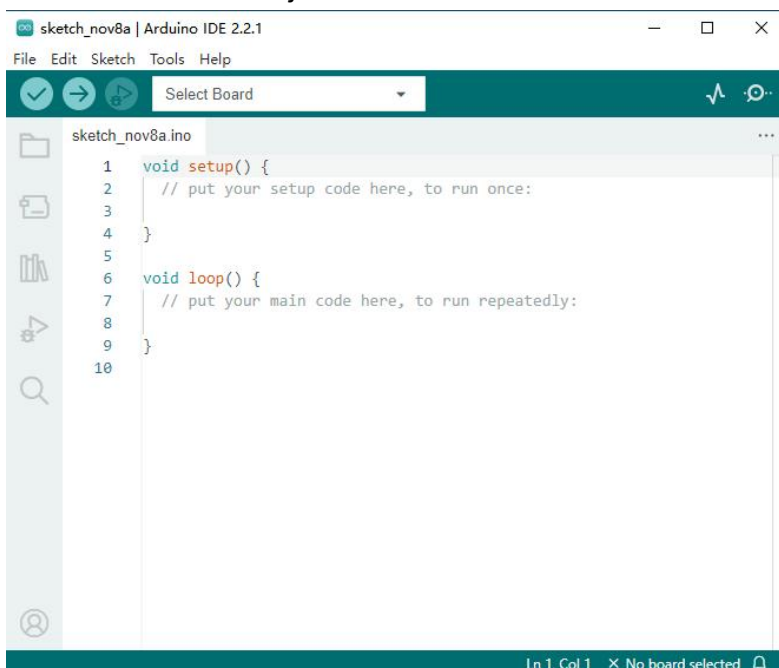 sketch_nov8a | Arduino IDE 2.2.1
File Edit Sketch Tools Help
Select Board
sketch_nov8a.ino
1 void setup() {
2 // put your setup code here, to run once:
3
4 }
5
6 void loop() {
7 // put your main code here, to run repeatedly:
8
9 }
10
Ln 1, Col 1 × No board selected